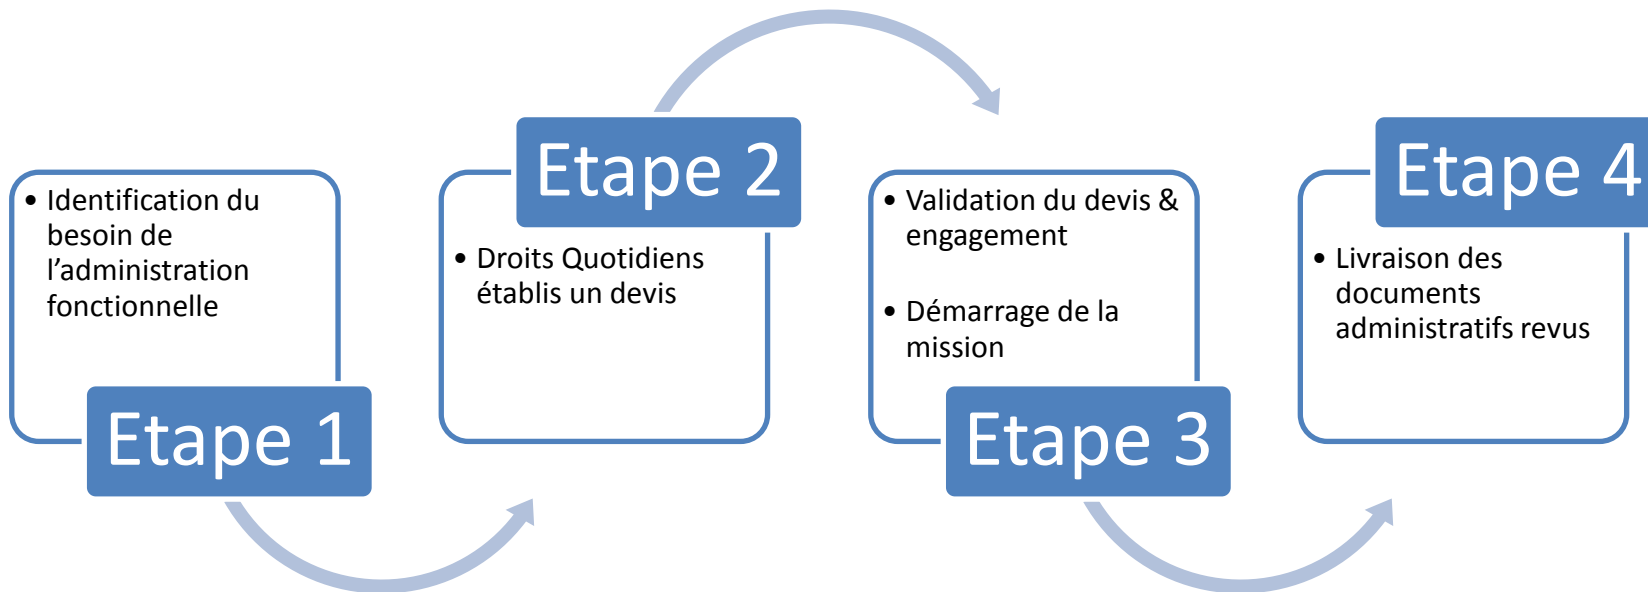 • Identification du
besoin de
l’administration
fonctionnelle
Etape 1
Etape 2
• Droits Quotidiens
établis un devis
• Validation du devis &
engagement
• Démarrage de la
mission
Etape 3
Etape 4
• Livraison des
documents
administratifs revus